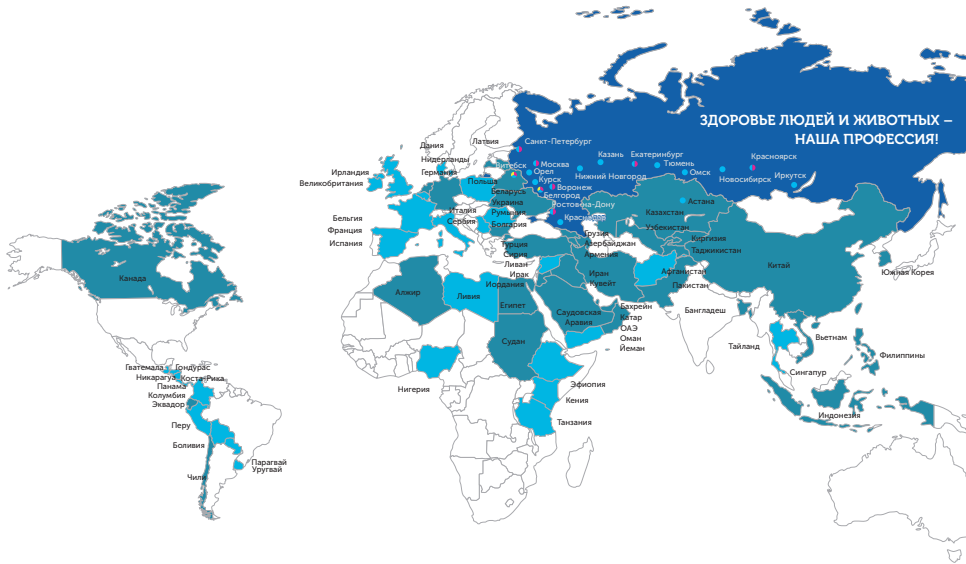 ЗДОРОВЬЕ ЛЮДЕЙ И ЖИВОТНЫХ –
НАША ПРОФЕССИЯ!
Санкт-Петербург
Дания
Латвия
Нидерланды
Ирландия
Великобритания
Германия
Витебск
Москва
Орел
Казань
Екатеринбург
Тюмень
Красноярск
Польша
Курск
Нижний Новгород
Омск
Новосибирск
Иркутск
Беларусь
Воронеж
Белгород
Украина
Ростов-на-Дону
Астана
Бельгия
Италия
Румыния
Краснодар
Казахстан
Франция
Сербия
Болгария
Узбекистан
Испания
Грузия
Турция
Азербайджан
Киргизия
Сирия
Армения
Таджикистан
Ливан
Китай
Ирак
Иран
Афганистан
Южная Корея
Канада
Иордания
Кувейт
Пакистан
Алжир
Ливия
Египет
Саудовская
Аравия
Бахрейн
Катар
ОАЭ
Оман
Йемен
Бангладеш
Судан
Тайланд
Вьетнам
Филиппины
Гватемала
Гондурас
Никарагуа
Коста-Рика
Панама
Колумбия
Эквадор
Нигерия
Эфиопия
Кения
Танзания
Сингапур
Индонезия
Перу
Боливия
Парагвай
Уругвай
Чили